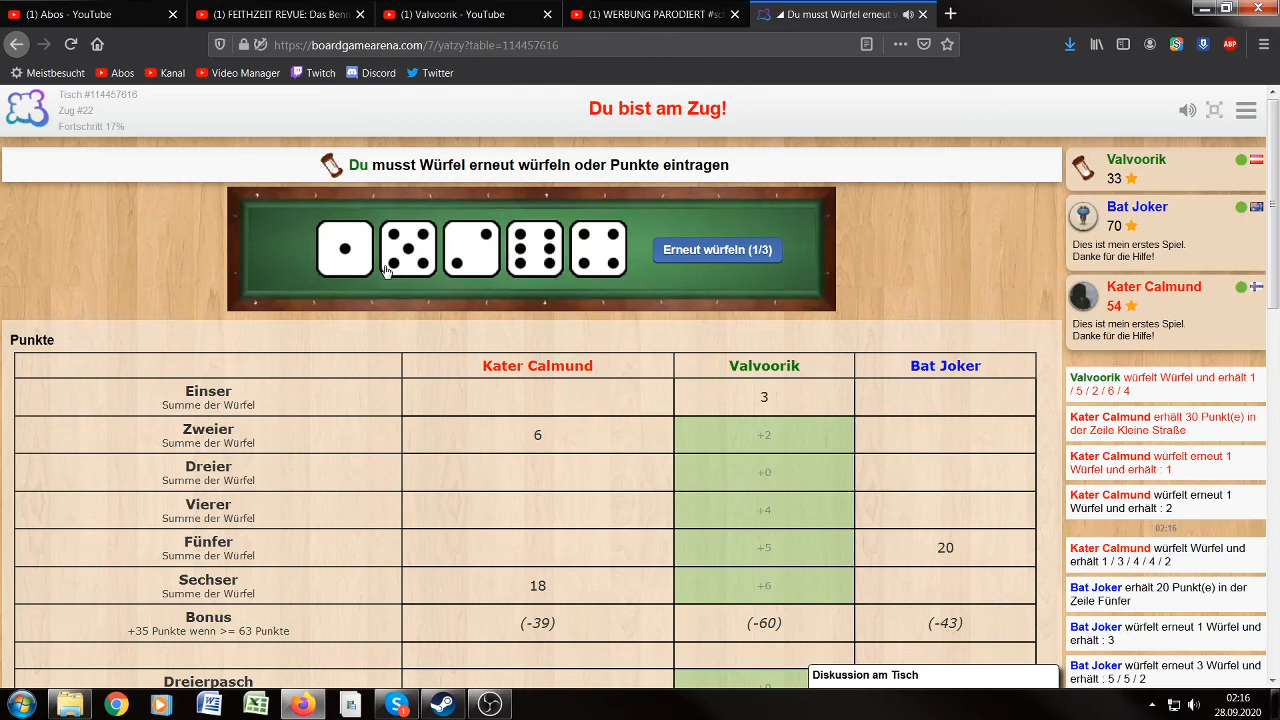 (1) Abos - YouTube
(1) FEITHZEIT REVUE: Das Benn
(1) Valvoorik - YouTube
(1) WERBUNG PARODIERT #sc
Du musst Würfel erneut w
https://boardgamearena.com/7/yatzy?table=114457616
Meistbesucht
Abos
Kanal
Video Manager
Twitch
Discord
Twitter
Tisch #114457616
Zug #22
Fortschritt 17%
Du bist am Zug!
Du musst Würfel erneut würfeln oder Punkte eintragen
Erneut würfeln (1/3)
Valvoorik
33
Bat Joker
70
Dies ist mein erstes Spiel.
Danke für die Hilfe!
Kater Calmund
54
Dies ist mein erstes Spiel.
Danke für die Hilfe!
Punkte
Kater Calmund Valvoorik Bat Joker
Einser
Summe der Würfel
3
Zweier
Summe der Würfel
6 +2
Dreier
Summe der Würfel
+0
Vierer
Summe der Würfel
+4
Fünfer
Summe der Würfel
+5 20
Sechser
Summe der Würfel
18 +6
Bonus
+35 Punkte wenn >= 63 Punkte
(-39) (-60) (-43)
Dreierpasch
Valvoorik würfelt Würfel und erhält 1
/ 5 / 2 / 6 / 4
Kater Calmund erhält 30 Punkt(e) in
der Zeile Kleine Straße
Kater Calmund würfelt erneut 1
Würfel und erhält : 1
Kater Calmund würfelt erneut 1
Würfel und erhält : 2
02:16
Kater Calmund würfelt Würfel und
erhält 1 / 3 / 4 / 4 / 2
Bat Joker erhält 20 Punkt(e) in der
Zeile Fünfer
Bat Joker würfelt erneut 1 Würfel und
erhält : 3
Bat Joker würfelt erneut 3 Würfel und
erhält : 5 / 5 / 2
Diskussion am Tisch
02:16
28.09.2020